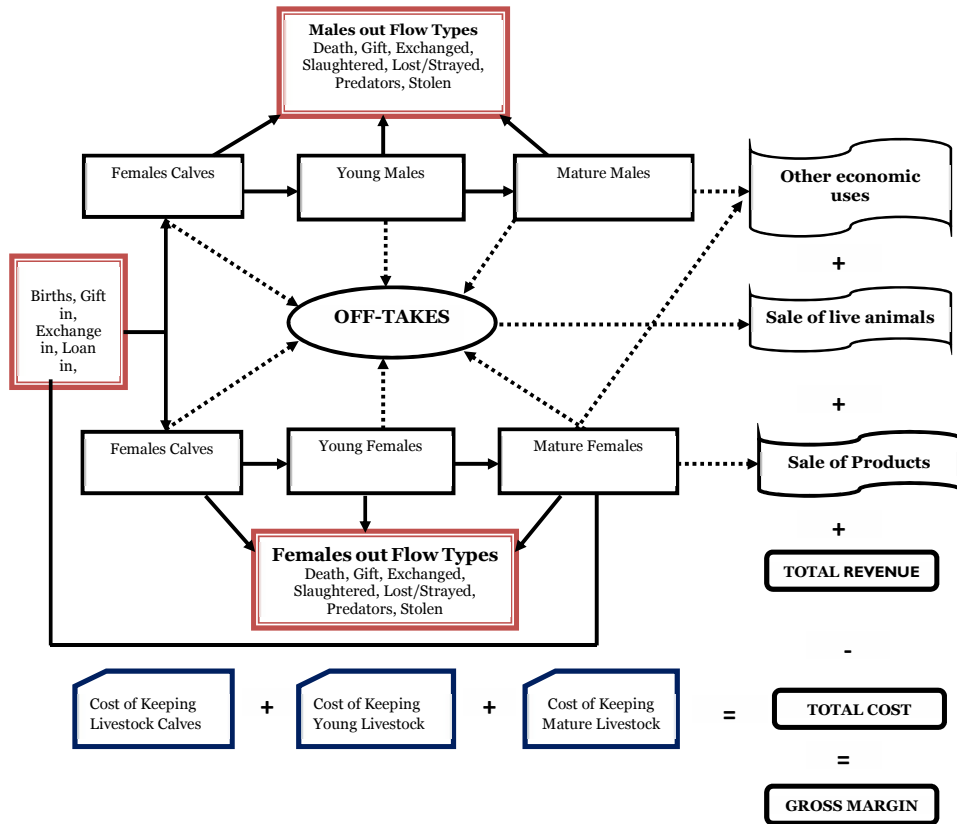 Males out Flow Types
Death, Gift, Exchanged,
Slaughtered, Lost/Strayed,
Predators, Stolen
Females Calves
Young Males
Mature Males
Other economic
uses
+
Births, Gift
in,
Exchange
in, Loan
in,
OFF-TAKES
Sale of live animals
+
Females Calves
Young Females
Mature Females
Sale of Products
+
Females out Flow Types
Death, Gift, Exchanged,
Slaughtered, Lost/Strayed,
Predators, Stolen
TOTAL REVENUE
-
Cost of Keeping
Livestock Calves
+
Cost of Keeping
Young Livestock
+
Cost of Keeping
Mature Livestock
=
TOTAL COST
=
GROSS MARGIN